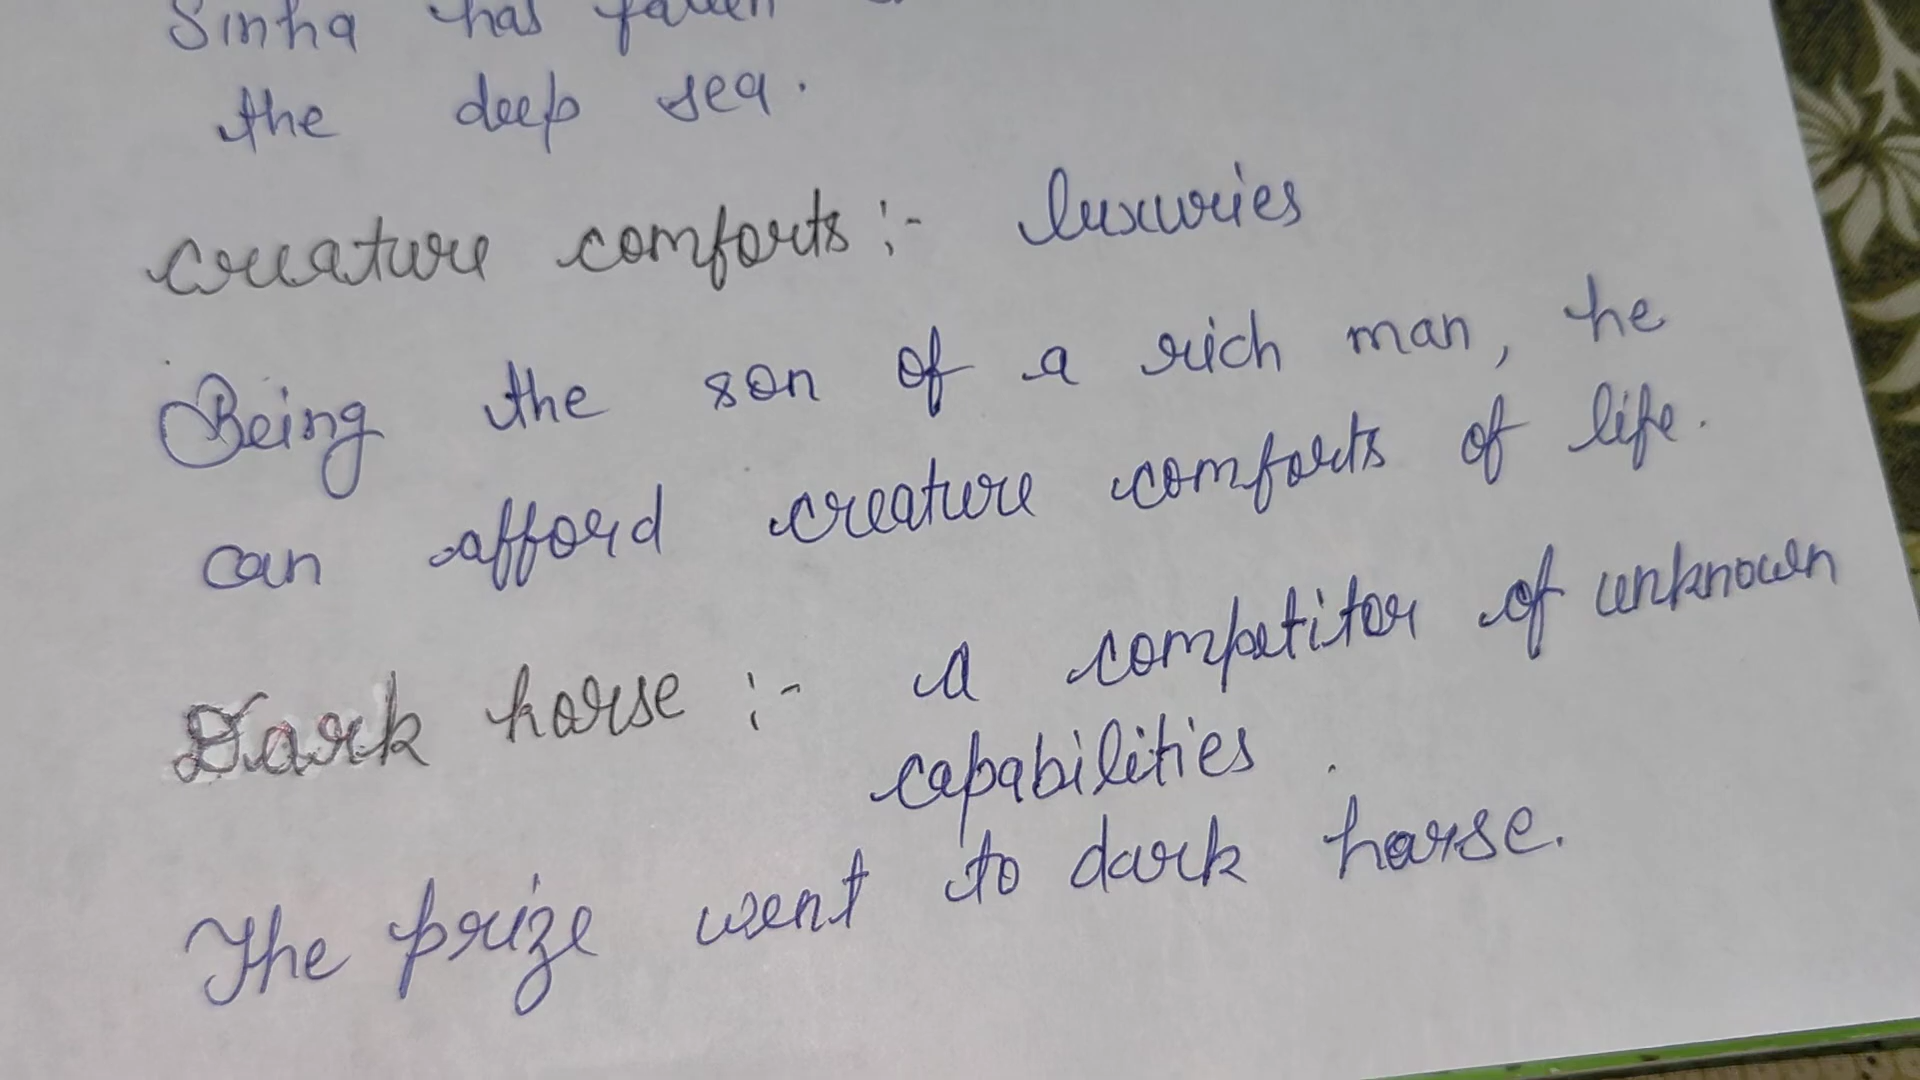 Sinha has fallen
the deep sea.
creature comforts :- luxuries
Being the son of a rich man, he
can afford creature comforts of life.
Dark horse :- a competitor of unknown
capabilities.
The prize went to dark horse.